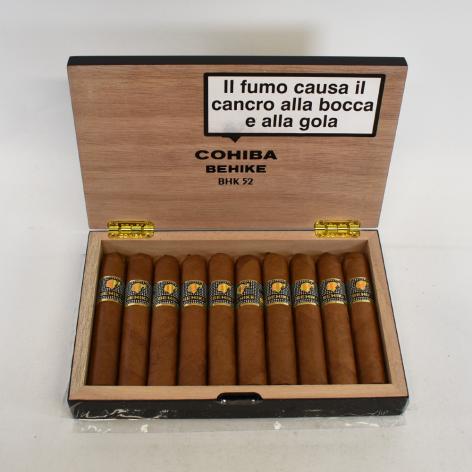 Il fumo causa il
cancro alla bocca
e alla gola
COHIBA
BEHIKE
BHK 52